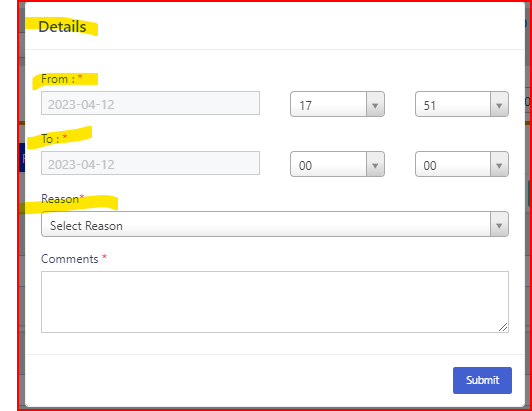 Details
From : *
2023-04-12 17 51
To : *
2023-04-12 00 00
Reason*
Select Reason
Comments *
Submit